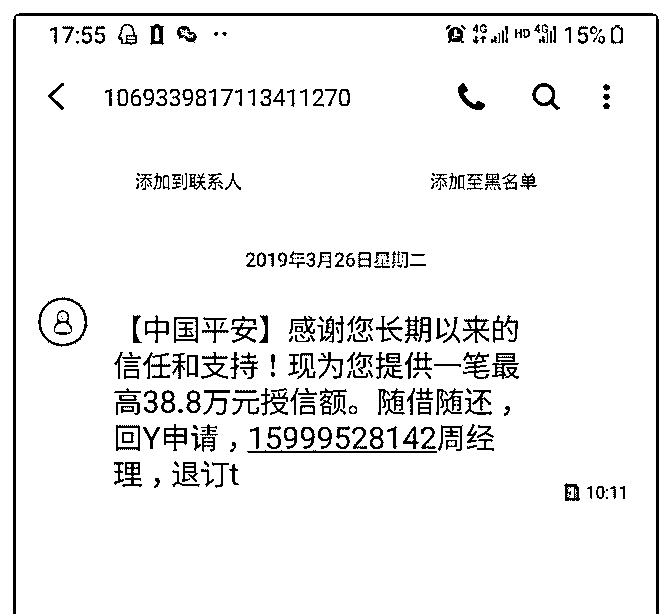 17:55
4G HD 4G 15%
1069339817113411270
添加到联系人 添加至黑名单
2019年3月26日星期二
【中国平安】感谢您长期以来的
信任和支持！现为您提供一笔最
高38.8万元授信额。随借随还，
回Y申请，15999528142周经
理，退订t
10:11